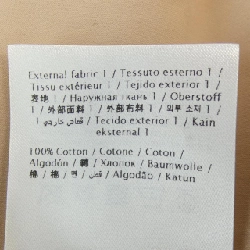 External fabric 1 / Tessuto esterno 1 /
Tissu extérieur 1 / Tejido exterior 1 /
表地 1 / Наружная ткань 1 / Oberstoff
1 / 外部面料 1 / 外部布料 1 / 외부 소재 1 /
قماش خارجي 1 / Tecido exterior 1 / Kain
eksternal 1
100% Cotton / Cotone / Coton /
Algodón / 綿 / Хлопок / Baumwolle /
棉 / 棉 / 면 / قطن / Algodão / Katun